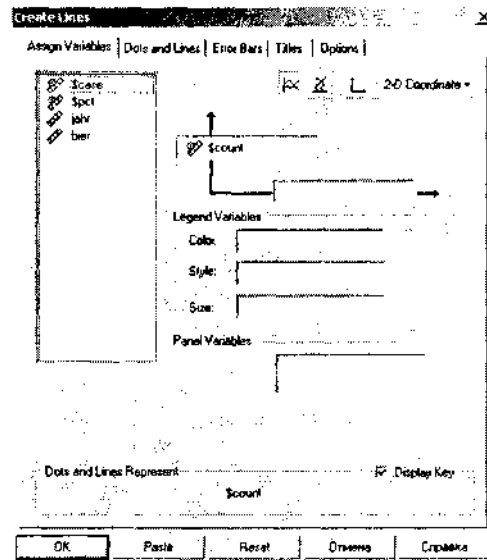 Create Lines
Assign Variables | Dots and Lines | Error Bars | Titles | Options
$case
$pct
jahr
bier
2-D Coordinate
$count
Legend Variables
Color:
Style:
Size:
Panel Variables
Dots and Lines Represent
Display Key
$count
OK
Paste
Reset
Отмена
Справка